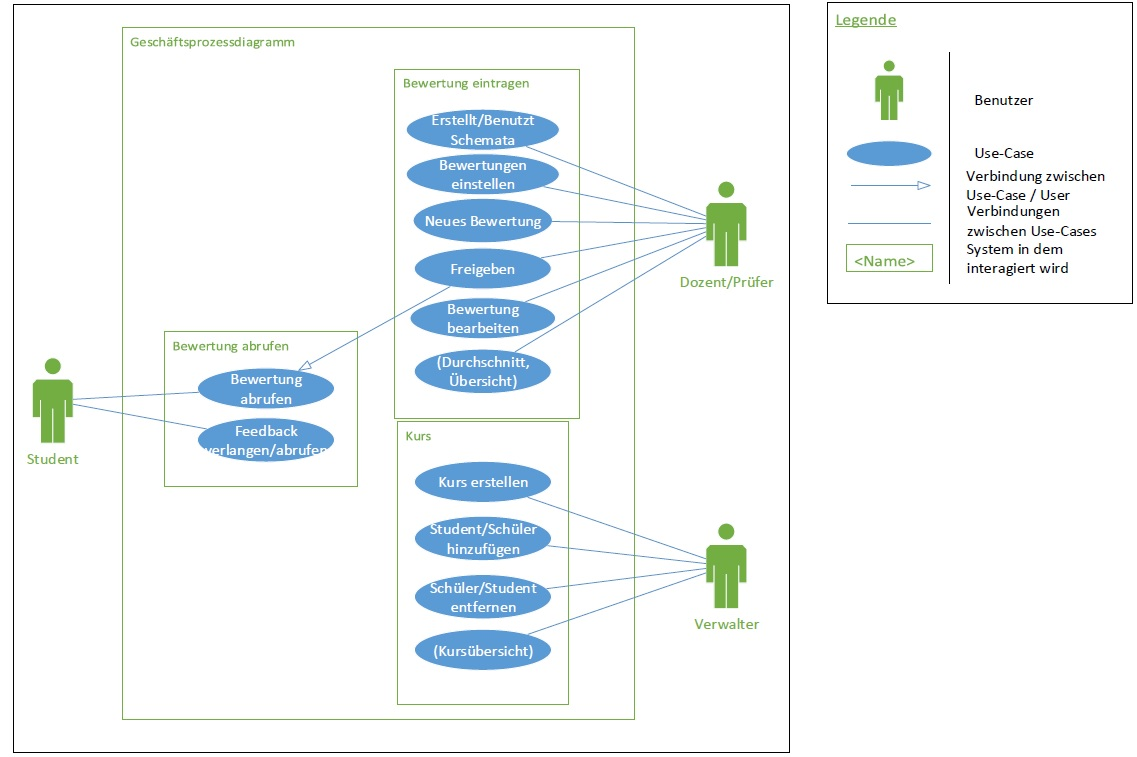 Geschäftsprozessdiagramm
Bewertung eintragen
Erstellt/Benutzt
Schemata
Bewertungen
einstellen
Neues Bewertung
Freigeben
Bewertung
bearbeiten
(Durchschnitt,
Übersicht)
Dozent/Prüfer
Bewertung abrufen
Bewertung
abrufen
Feedback
verlangen/abrufen
Student
Kurs
Kurs erstellen
Student/Schüler
hinzufügen
Schüler/Student
entfernen
(Kursübersicht)
Verwalter
Legende
Benutzer
Use-Case
Verbindung zwischen
Use-Case / User
Verbindungen
zwischen Use-Cases
<Name>
System in dem
interagiert wird